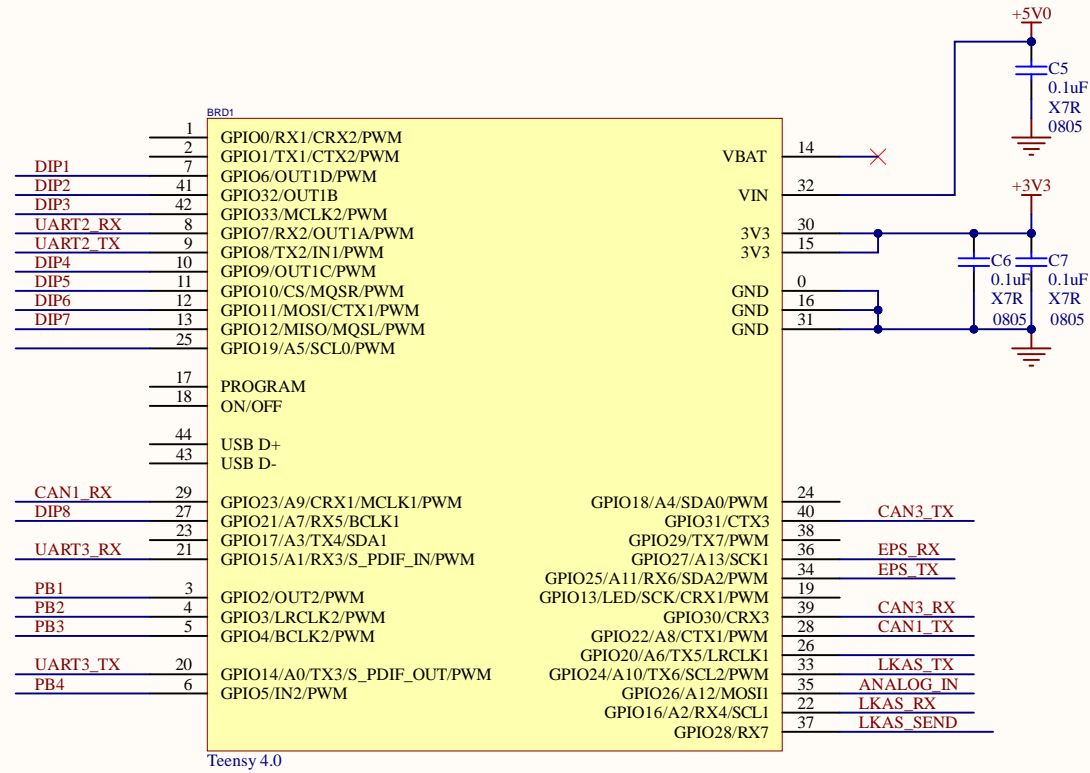 +5V0
C5
0.1uF
X7R
0805
BRD1
1 GPIO0/RX1/CRX2/PWM
2 GPIO1/TX1/CTX2/PWM
DIP1 7 GPIO6/OUT1D/PWM
DIP2 41 GPIO32/OUT1B
DIP3 42 GPIO33/MCLK2/PWM
UART2_RX 8 GPIO7/RX2/OUT1A/PWM
UART2_TX 9 GPIO8/TX2/IN1/PWM
DIP4 10 GPIO9/OUT1C/PWM
DIP5 11 GPIO10/CS/MQSR/PWM
DIP6 12 GPIO11/MOSI/CTX1/PWM
DIP7 13 GPIO12/MISO/MQSL/PWM
25 GPIO19/A5/SCL0/PWM
17 PROGRAM
18 ON/OFF
44 USB D+
43 USB D-
CAN1_RX 29 GPIO23/A9/CRX1/MCLK1/PWM
DIP8 27 GPIO21/A7/RX5/BCLK1
23 GPIO17/A3/TX4/SDA1
UART3_RX 21 GPIO15/A1/RX3/S_PDIF_IN/PWM
PB1 3 GPIO2/OUT2/PWM
PB2 4 GPIO3/LRCLK2/PWM
PB3 5 GPIO4/BCLK2/PWM
UART3_TX 20 GPIO14/A0/TX3/S_PDIF_OUT/PWM
PB4 6 GPIO5/IN2/PWM
VBAT 14
VIN 32
3V3 30
3V3 15
GND 0
GND 16
GND 31
+3V3
C6 C7
0.1uF 0.1uF
X7R X7R
0805 0805
GPIO18/A4/SDA0/PWM 24
GPIO31/CTX3 40 CAN3_TX
GPIO29/TX7/PWM 38
GPIO27/A13/SCK1 36 EPS_RX
GPIO25/A11/RX6/SDA2/PWM 34 EPS_TX
GPIO13/LED/SCK/CRX1/PWM 19
GPIO30/CRX3 39 CAN3_RX
GPIO22/A8/CTX1/PWM 28 CAN1_TX
GPIO20/A6/TX5/LRCLK1 26
GPIO24/A10/TX6/SCL2/PWM 33 LKAS_TX
GPIO26/A12/MOSI1 35 ANALOG_IN
GPIO16/A2/RX4/SCL1 22 LKAS_RX
GPIO28/RX7 37 LKAS_SEND
Teensy 4.0